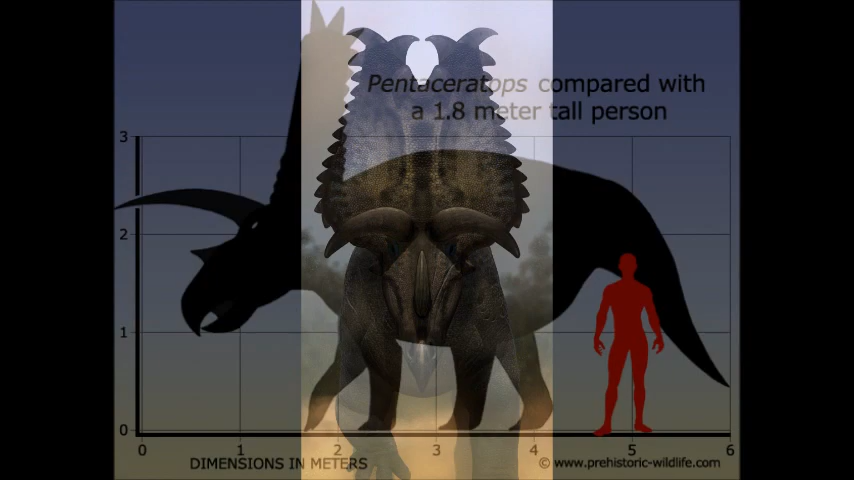 Pentaceratops compared with
a 1.8 meter tall person
3
2
1
0
0 1 2 3 4 5 6
DIMENSIONS IN METERS © www.prehistoric-wildlife.com